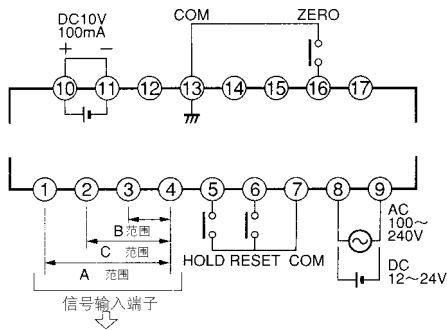 DC10V
100mA
+ −
COM
ZERO
10 11 12 13 14 15 16 17
1 2 3 4 5 6 7 8 9
B 范围
C 范围
A 范围
信号输入端子
HOLD RESET COM
AC
100～
240V
DC
12～24V